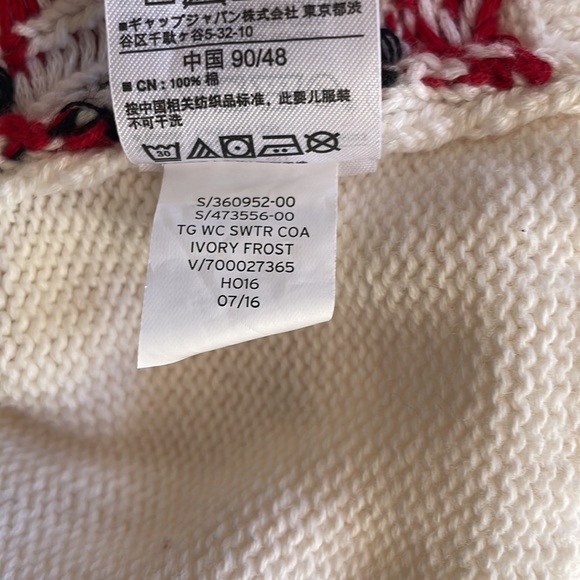 ■ギャップジャパン株式会社 東京都渋
谷区千駄ヶ谷5-32-10
中国 90/48
■ CN : 100% 棉
按中国相关纺织品标准，此婴儿服装
不可干洗
30
S/360952-00
S/473556-00
TG WC SWTR COA
IVORY FROST
V/700027365
HO16
07/16